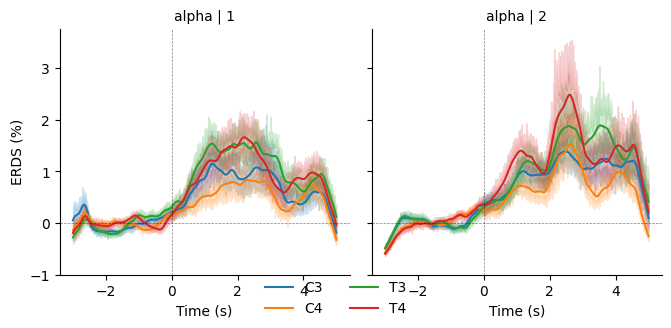 alpha | 1
alpha | 2
ERDS (%)
3
2
1
0
−1
−2 0 2 4
−2 0 2 4
Time (s)
Time (s)
C3 T3
C4 T4